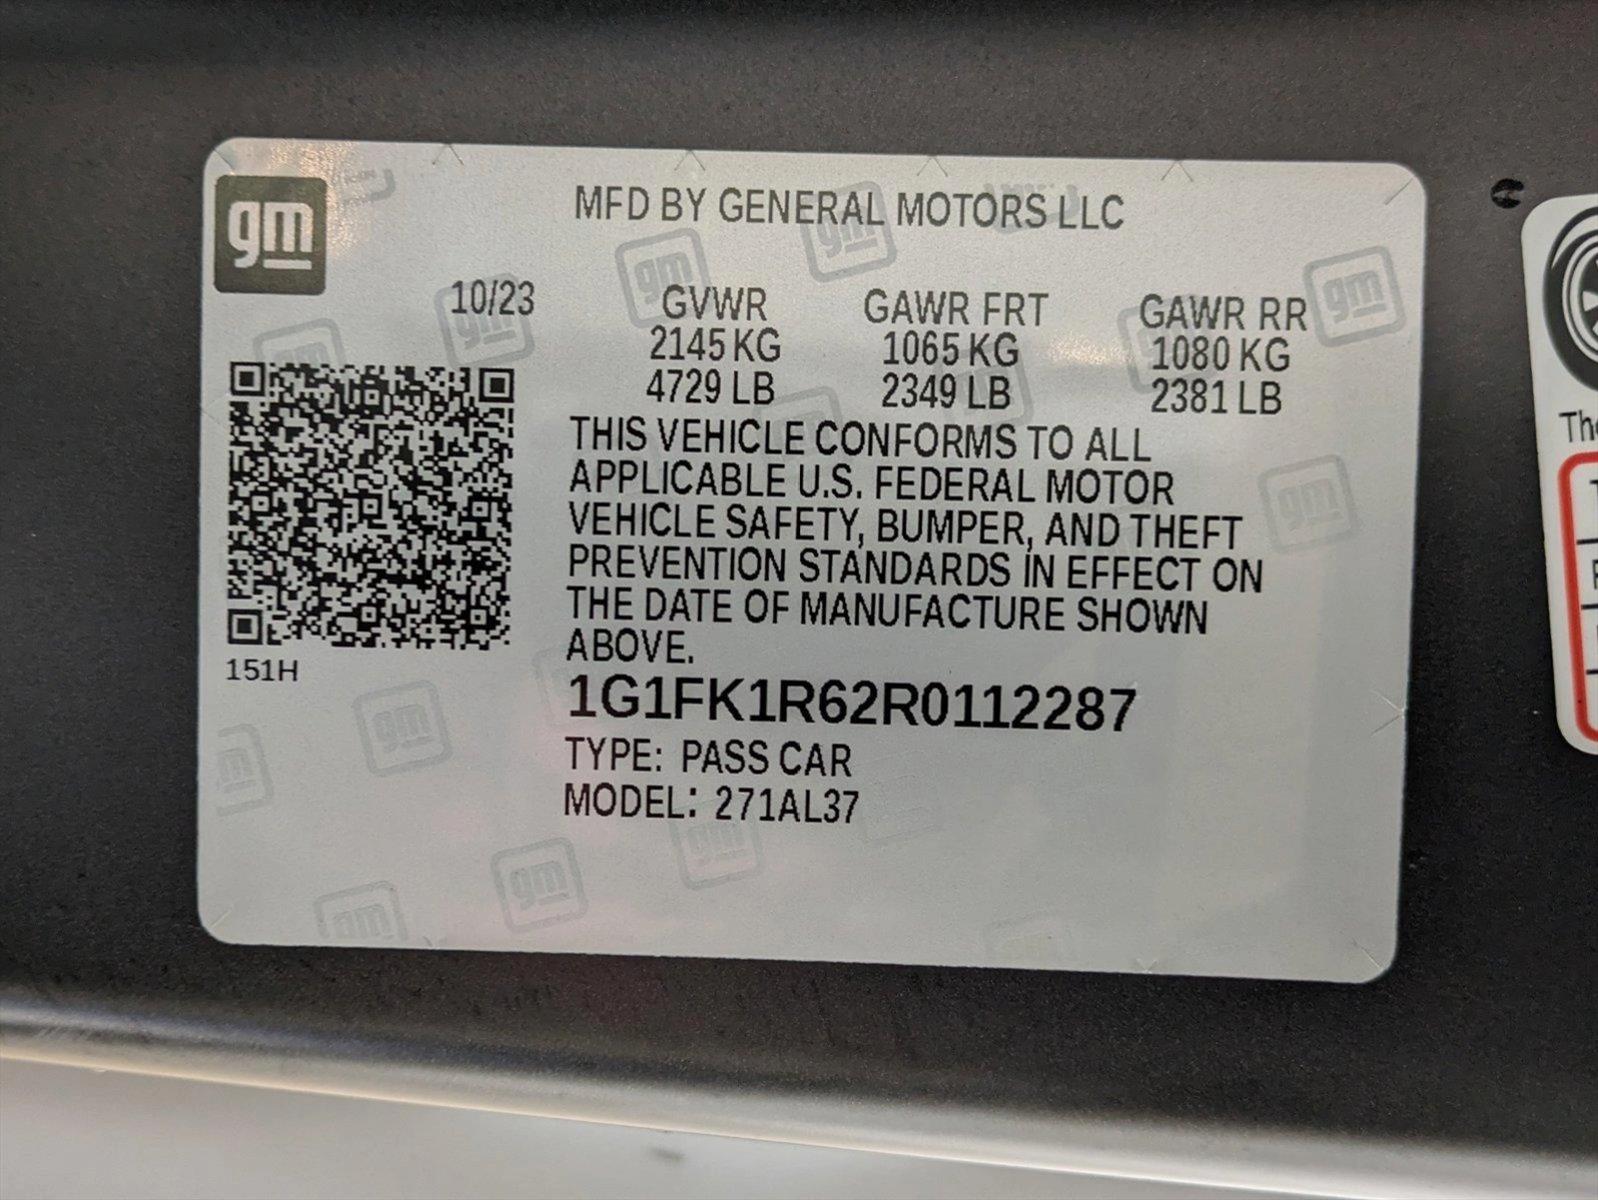 gm
MFD BY GENERAL MOTORS LLC
10/23
GVWR GAWR FRT GAWR RR
2145 KG 1065 KG 1080 KG
4729 LB 2349 LB 2381 LB
THIS VEHICLE CONFORMS TO ALL
APPLICABLE U.S. FEDERAL MOTOR
VEHICLE SAFETY, BUMPER, AND THEFT
PREVENTION STANDARDS IN EFFECT ON
THE DATE OF MANUFACTURE SHOWN
ABOVE.
151H
1G1FK1R62R0112287
TYPE: PASS CAR
MODEL: 271AL37